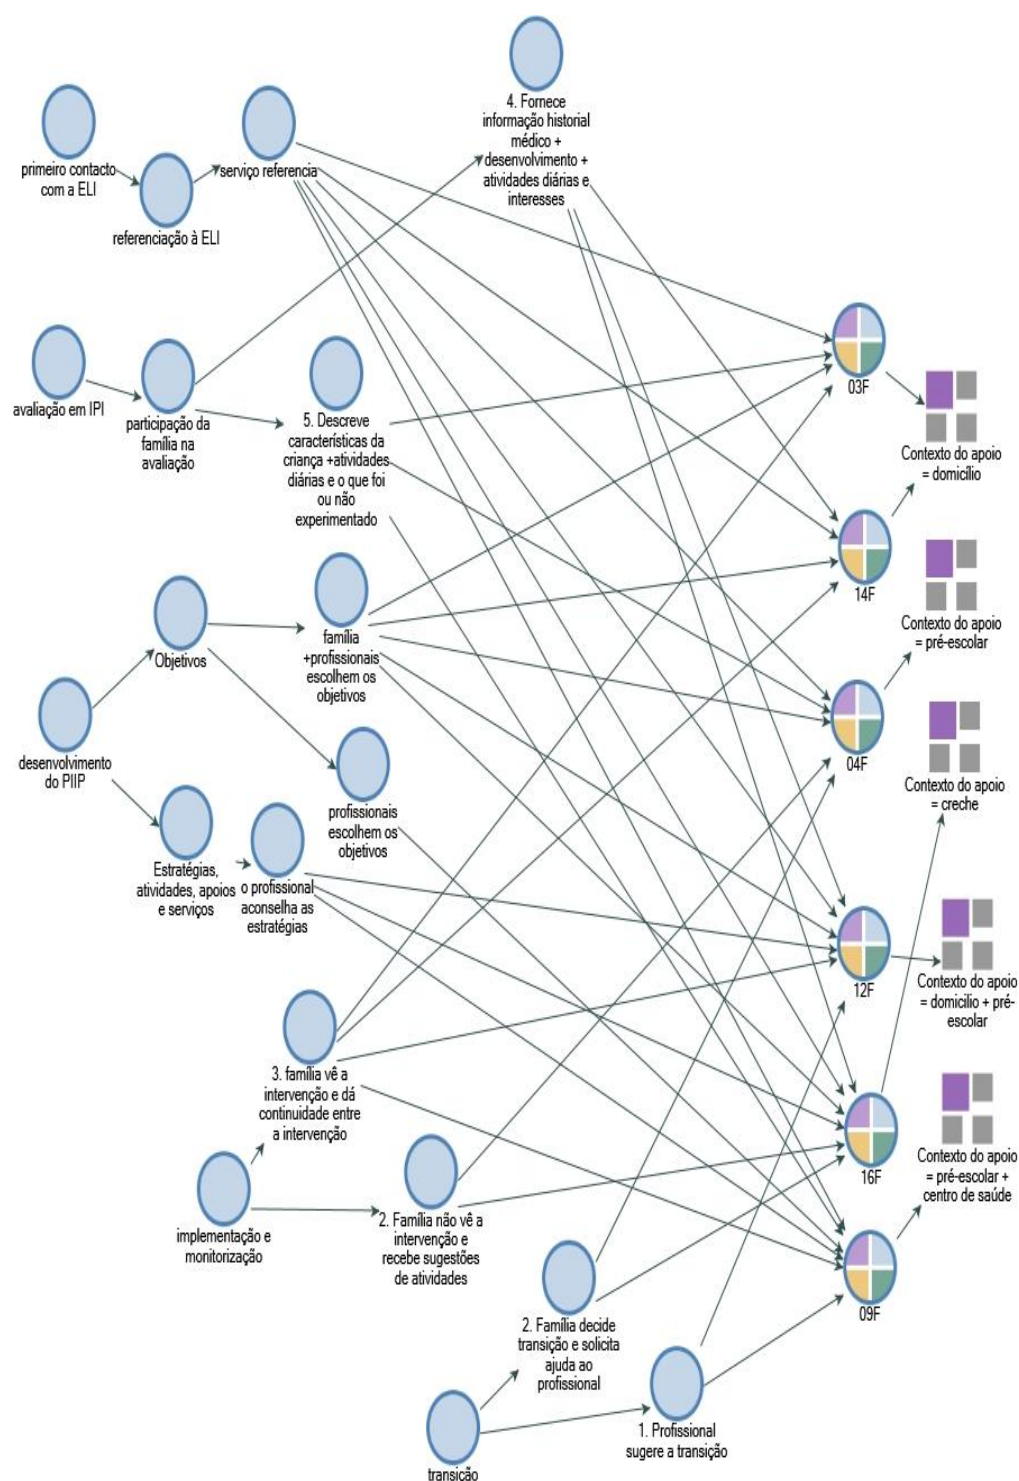 4. Fornece
informação historial
médico +
desenvolvimento +
atividades diárias e
interesses
primeiro contacto
com a ELI
serviço referencia
referenciação à ELI
03F
avaliação em IPI
participação da
família na
avaliação
5. Descreve
características da
criança +atividades
diárias e o que foi
ou não
experimentado
Contexto do apoio
= domicílio
14F
Contexto do apoio
= pré-escolar
Objetivos
família
+profissionais
escolhem os
objetivos
desenvolvimento
do PIIP
04F
Contexto do apoio
= creche
profissionais
escolhem os
objetivos
Estratégias,
atividades, apoios
e serviços
o profissional
aconselha as
estratégias
12F
Contexto do apoio
= domicílio + pré-
escolar
3. família vê a
intervenção e dá
continuidade entre
a intervenção
16F
Contexto do apoio
= pré-escolar +
centro de saúde
implementação e
monitorização
2. Família não vê a
intervenção e
recebe sugestões
de atividades
09F
2. Família decide
transição e solicita
ajuda ao
profissional
1. Profissional
sugere a transição
transição